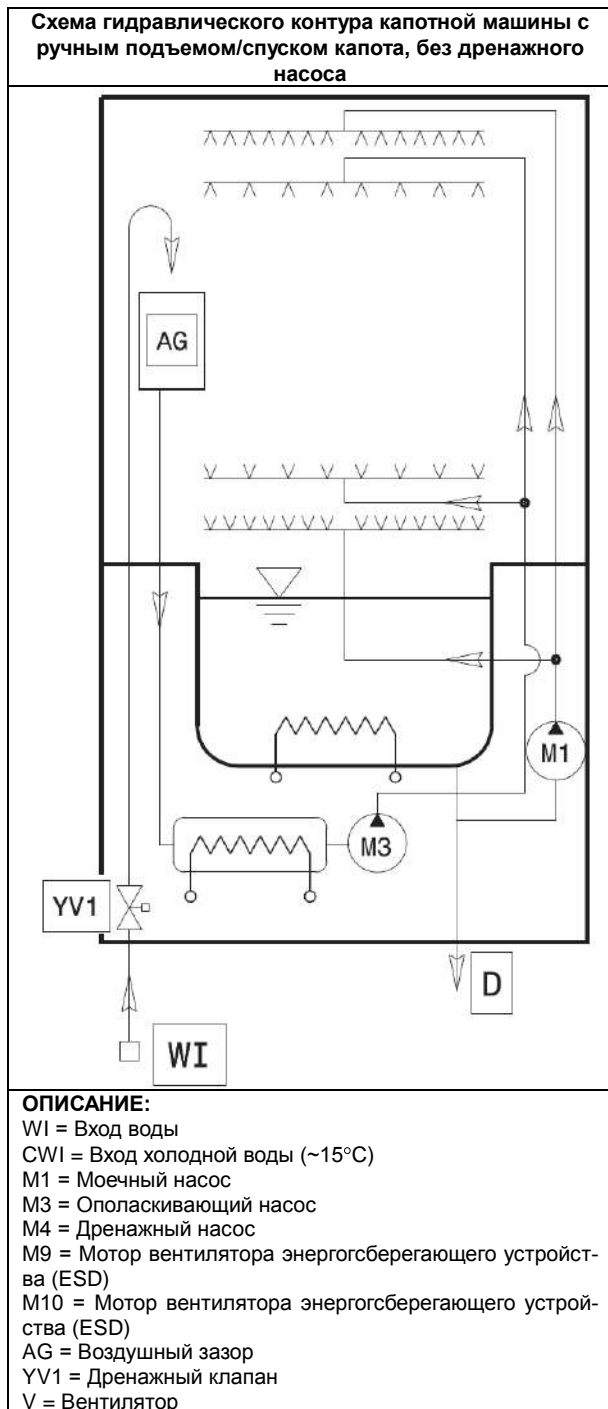 Схема гидравлического контура капотной машины с
ручным подъемом/спуском капота, без дренажного
насоса
AG
M1
M3
YV1
D
WI
ОПИСАНИЕ:
WI = Вход воды
CWI = Вход холодной воды (~15°C)
M1 = Моечный насос
M3 = Ополаскивающий насос
M4 = Дренажный насос
M9 = Мотор вентилятора энергогсберегающего устройст-
ва (ESD)
M10 = Мотор вентилятора энергогсберегающего устрой-
ства (ESD)
AG = Воздушный зазор
YV1 = Дренажный клапан
V = Вентилятор